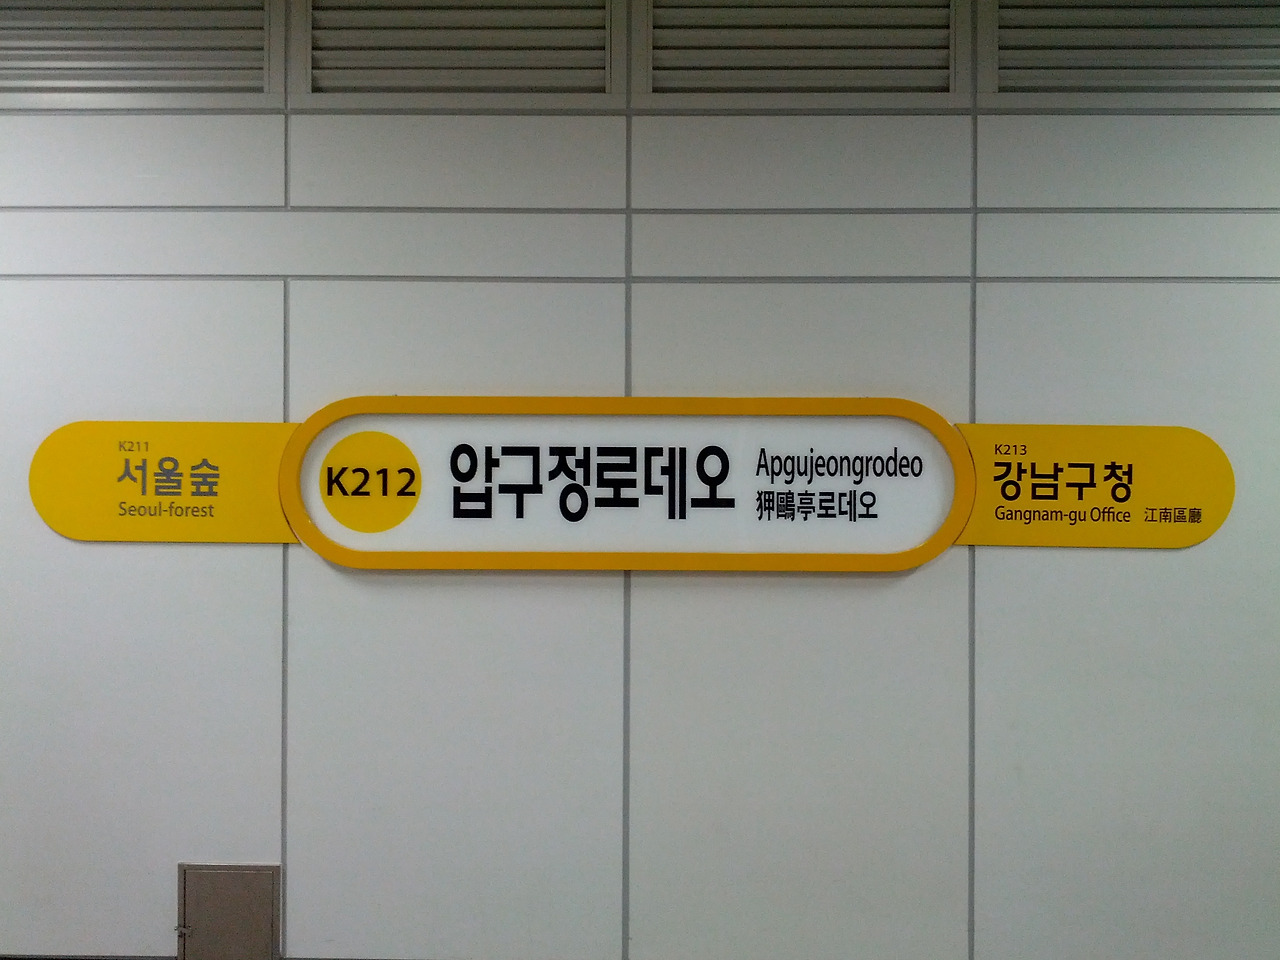 K211
서울숲
Seoul-forest
K212
압구정로데오
Apgujeongrodeo
狎鷗亭로데오
K213
강남구청
Gangnam-gu Office 江南區廳